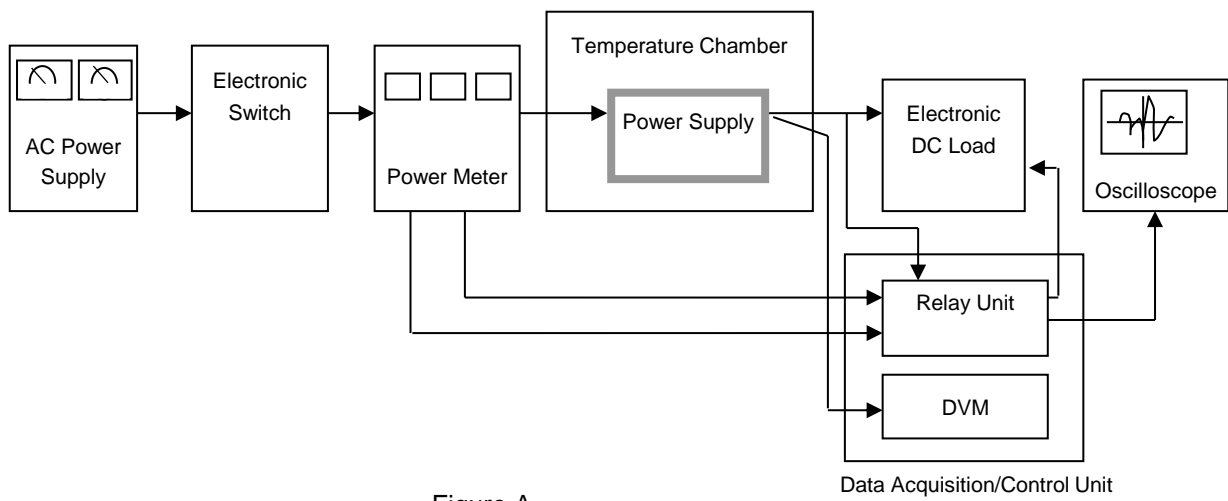 AC Power
Supply
Electronic
Switch
Power Meter
Temperature Chamber
Power Supply
Electronic
DC Load
Oscilloscope
Relay Unit
DVM
Data Acquisition/Control Unit
Figure A